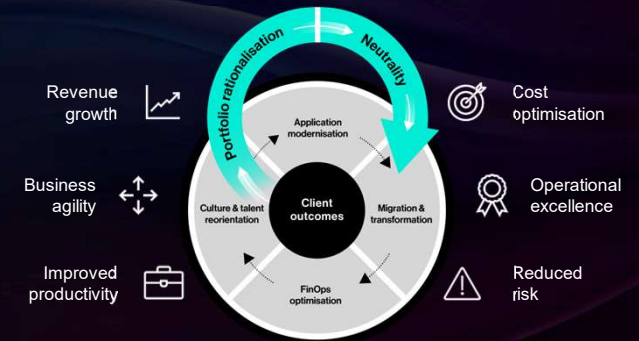 Portfolio rationalisation
Neutrality
Revenue
growth
Business
agility
Improved
productivity
Application
modernisation
Culture & talent
reorientation
Client
outcomes
Migration &
transformation
FinOps
optimisation
Cost
optimisation
Operational
excellence
Reduced
risk